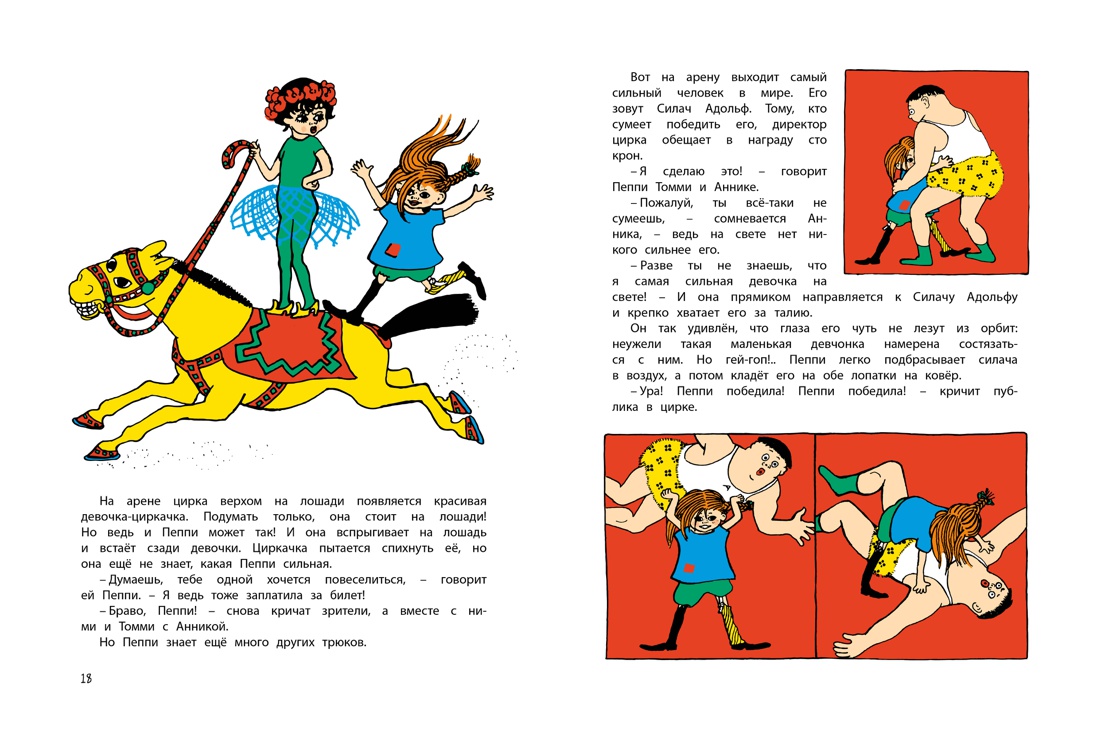 На арене цирка верхом на лошади появляется красивая
девочка-циркачка. Подумать только, она стоит на лошади!
Но ведь и Пеппи может так! И она вспрыгивает на лошадь
и встаёт сзади девочки. Циркачка пытается спихнуть её, но
она ещё не знает, какая Пеппи сильная.
– Думаешь, тебе одной хочется повеселиться, – говорит
ей Пеппи. – Я ведь тоже заплатила за билет!
– Браво, Пеппи! – снова кричат зрители, а вместе с ни-
ми и Томми с Анникой.
Но Пеппи знает ещё много других трюков.
18
Вот на арену выходит самый
сильный человек в мире. Его
зовут Силач Адольф. Тому, кто
сумеет победить его, директор
цирка обещает в награду сто
крон.
– Я сделаю это! – говорит
Пеппи Томми и Аннике.
– Пожалуй, ты всё-таки не
сумеешь, – сомневается Ан-
ника, – ведь на свете нет ни-
кого сильнее его.
– Разве ты не знаешь, что
я самая сильная девочка на
свете! – И она прямиком направляется к Силачу Адольфу
и крепко хватает его за талию.
Он так удивлён, что глаза его чуть не лезут из орбит:
неужели такая маленькая девчонка намерена состязать-
ся с ним. Но гей-гоп!.. Пеппи легко подбрасывает силача
в воздух, а потом кладёт его на обе лопатки на ковёр.
– Ура! Пеппи победила! Пеппи победила! – кричит пуб-
лика в цирке.